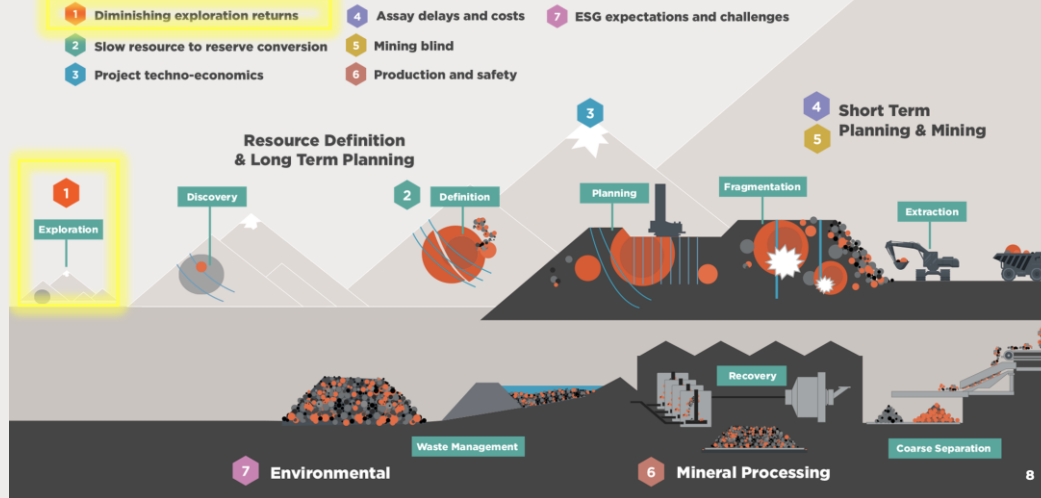 1 Diminishing exploration returns
2 Slow resource to reserve conversion
3 Project techno-economics
4 Assay delays and costs
5 Mining blind
6 Production and safety
7 ESG expectations and challenges
Resource Definition
& Long Term Planning
3
4 Short Term
5 Planning & Mining
1
Exploration
Discovery
2 Definition
Planning
Fragmentation
Extraction
Recovery
Waste Management
Coarse Separation
7 Environmental
6 Mineral Processing
8